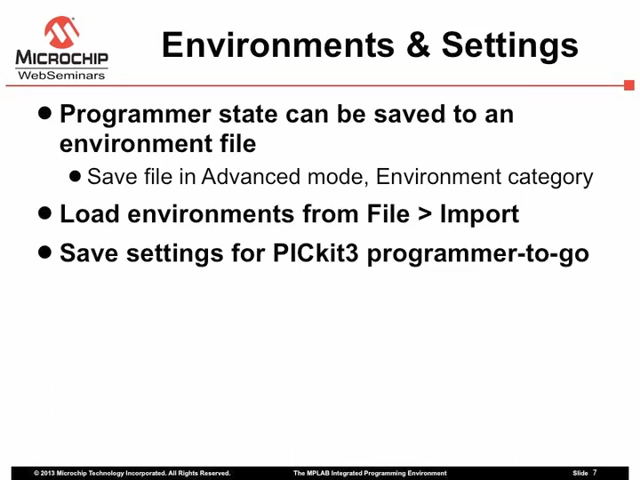 MICROCHIP
WebSeminars
Environments & Settings
● Programmer state can be saved to an
environment file
● Save file in Advanced mode, Environment category
● Load environments from File > Import
● Save settings for PICkit3 programmer-to-go
© 2013 Microchip Technology Incorporated. All Rights Reserved.
The MPLAB Integrated Programming Environment
Slide 7